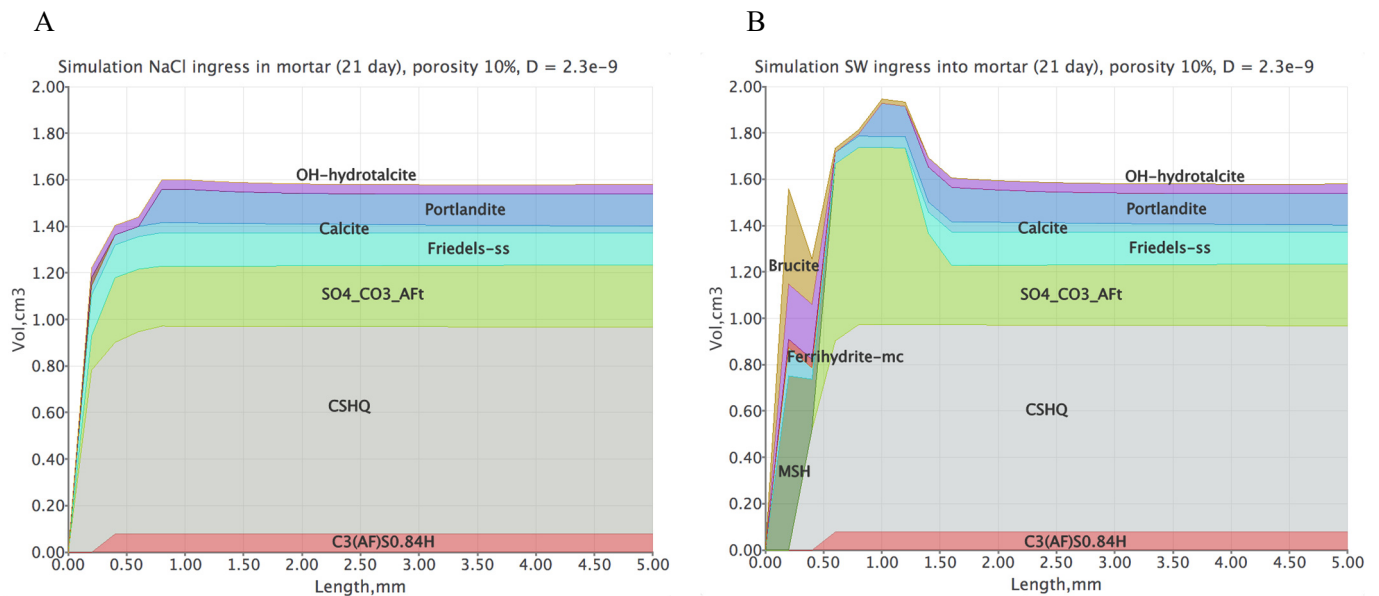 A
B
Simulation NaCl ingress in mortar (21 day), porosity 10%, D = 2.3e-9
2.00
1.80
1.60
1.40
1.20
1.00
0.80
0.60
0.40
0.20
0.00
Vol,cm3
OH-hydrotalcite
Portlandite
Calcite
Friedels-ss
SO4_CO3_AFt
CSHQ
C3(AF)S0.84H
0.00 0.50 1.00 1.50 2.00 2.50 3.00 3.50 4.00 4.50 5.00
Length,mm
Simulation SW ingress into mortar (21 day), porosity 10%, D = 2.3e-9
2.00
1.80
1.60
1.40
1.20
1.00
0.80
0.60
0.40
0.20
0.00
Vol,cm3
OH-hydrotalcite
Portlandite
Calcite
Friedels-ss
Brucite
SO4_CO3_AFt
Ferrihydrite-mc
CSHQ
MSH
C3(AF)S0.84H
0.00 0.50 1.00 1.50 2.00 2.50 3.00 3.50 4.00 4.50 5.00
Length,mm